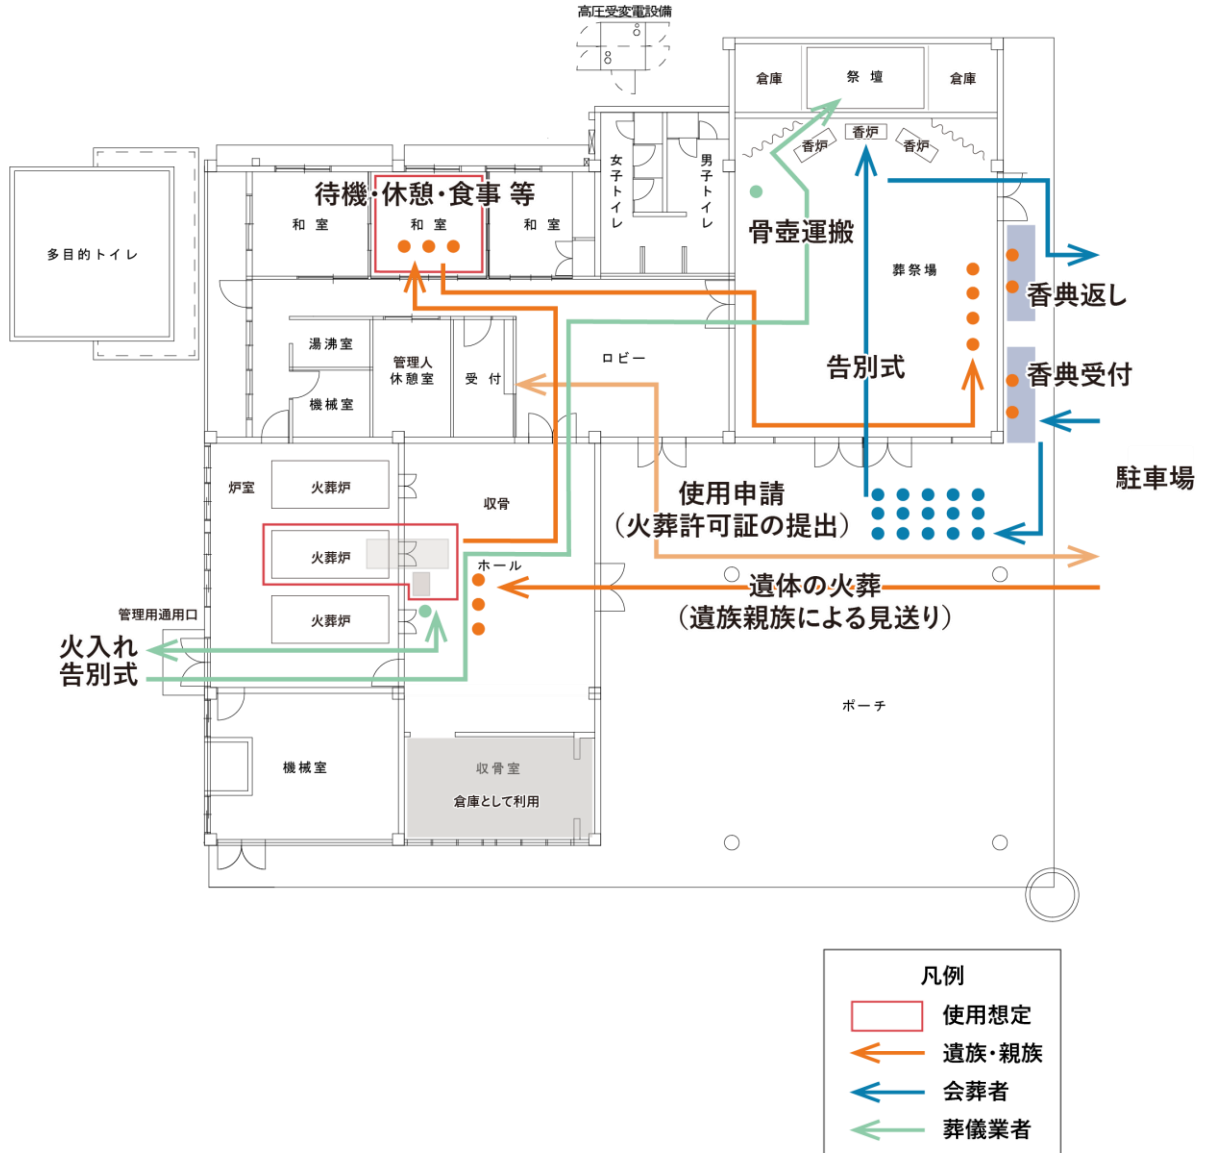 高圧受変電設備
倉庫
祭壇
倉庫
香炉
香炉
香炉
女子トイレ
男子トイレ
待機・休憩・食事 等
和室
和室
和室
多目的トイレ
骨壺運搬
葬祭場
香典返し
湯沸室
管理人
休憩室
受付
ロビー
機械室
告別式
香典受付
駐車場
炉室
火葬炉
収骨
使用申請
（火葬許可証の提出）
火葬炉
ホール
遺体の火葬
（遺族親族による見送り）
管理用通用口
火葬炉
火入れ
告別式
ポーチ
機械室
収骨室
倉庫として利用
凡例
使用想定
遺族・親族
会葬者
葬儀業者